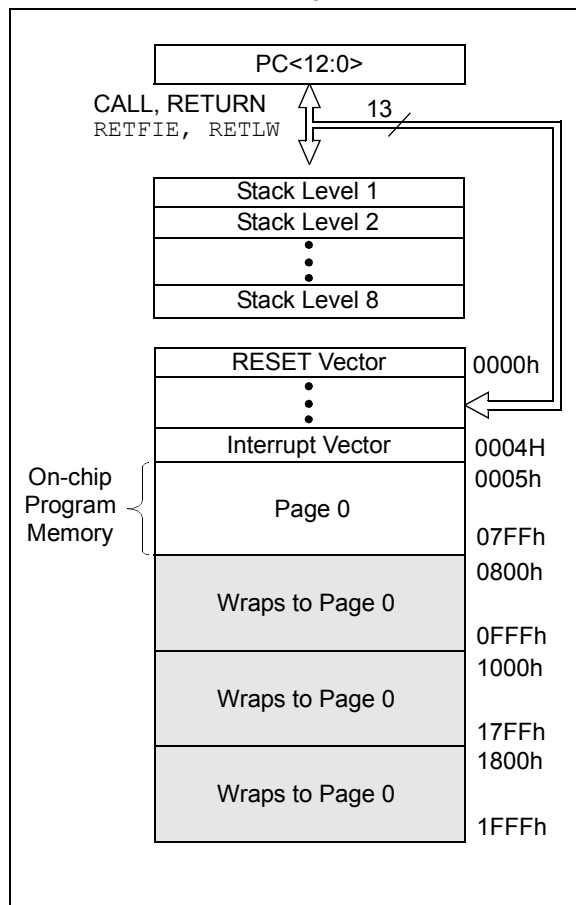 PC<12:0>
CALL, RETURN
RETFIE, RETLW
13
Stack Level 1
Stack Level 2
Stack Level 8
RESET Vector
0000h
Interrupt Vector
0004H
On-chip
Program
Memory
Page 0
0005h
07FFh
Wraps to Page 0
0800h
0FFFh
Wraps to Page 0
1000h
17FFh
Wraps to Page 0
1800h
1FFFh